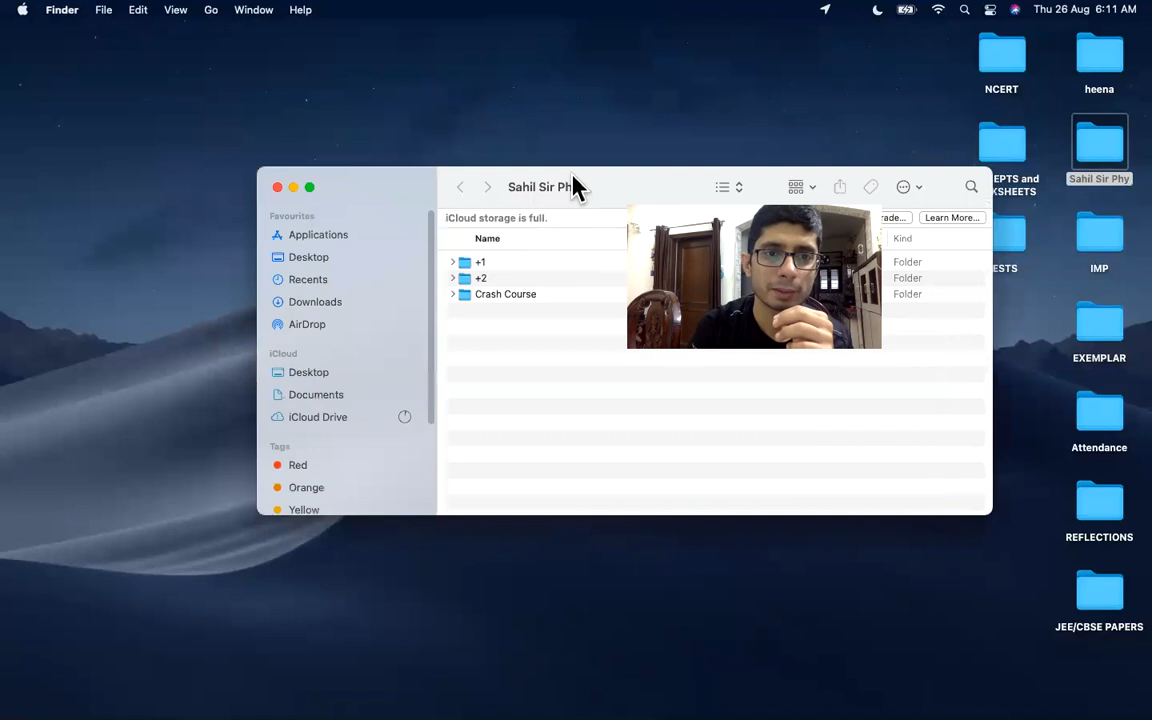 Finder File Edit View Go Window Help Thu 26 Aug 6:11 AM
NCERT
heena
EPTS and
KSHEETS
Sahil Sir Phy
ESTS
IMP
EXEMPLAR
Attendance
REFLECTIONS
JEE/CBSE PAPERS
Favourites
Applications
Desktop
Recents
Downloads
AirDrop
iCloud
Desktop
Documents
iCloud Drive
Tags
Red
Orange
Yellow
Sahil Sir Phy
iCloud storage is full.
rade...
Learn More...
Name
Kind
+1
Folder
+2
Folder
Crash Course
Folder